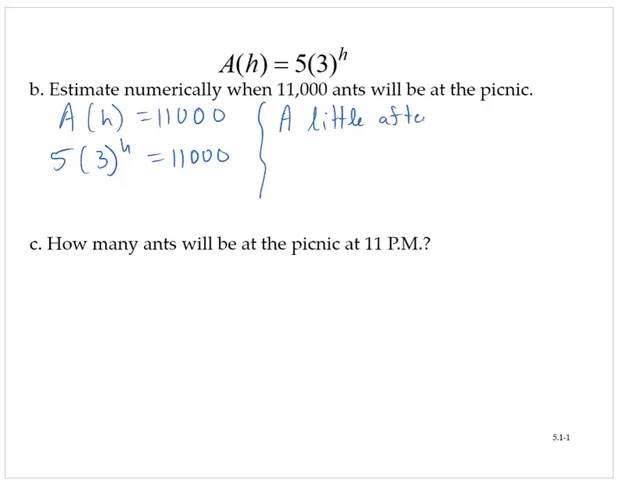 A(h) = 5(3)^h
b. Estimate numerically when 11,000 ants will be at the picnic.
A(h) = 11000 { A little afte
5(3)^h = 11000
c. How many ants will be at the picnic at 11 P.M.?
5.1-1